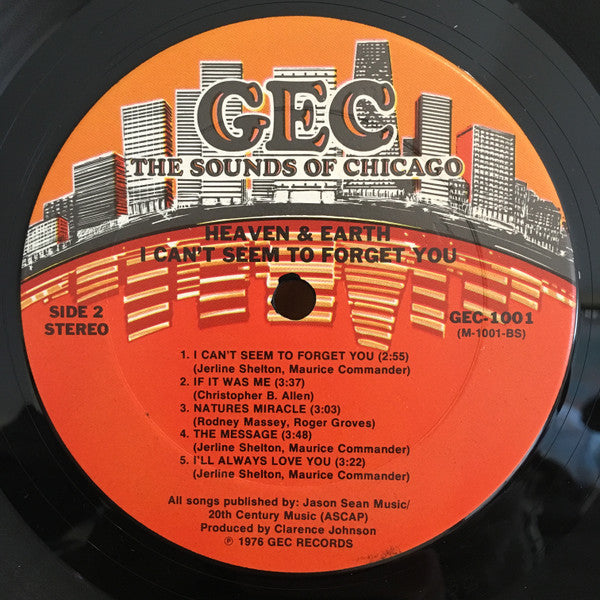 GEC
THE SOUNDS OF CHICAGO
HEAVEN & EARTH
I CAN'T SEEM TO FORGET YOU
SIDE 2
STEREO
GEC-1001
(M-1001-BS)
1. I CAN'T SEEM TO FORGET YOU (2:55)
(Jerline Shelton, Maurice Commander)
2. IF IT WAS ME (3:37)
(Christopher B. Allen)
3. NATURES MIRACLE (3:03)
(Rodney Massey, Roger Groves)
4. THE MESSAGE (3:48)
(Jerline Shelton, Maurice Commander)
5. I'LL ALWAYS LOVE YOU (3:22)
(Jerline Shelton, Maurice Commander)
All songs published by: Jason Sean Music/
20th Century Music (ASCAP)
Produced by Clarence Johnson
℗ 1976 GEC RECORDS